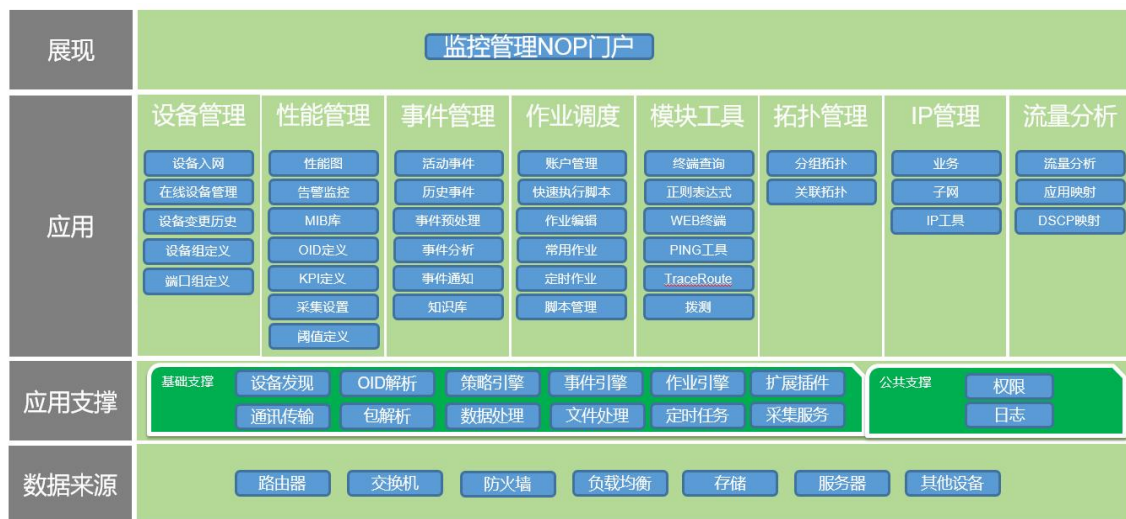 展现
监控管理NOP门户
应用
设备管理
设备入网
在线设备管理
设备变更历史
设备组定义
端口组定义
性能管理
性能图
告警监控
MIB库
OID定义
KPI定义
采集设置
阈值定义
事件管理
活动事件
历史事件
事件预处理
事件分析
事件通知
知识库
作业调度
账户管理
快速执行脚本
作业编辑
常用作业
定时作业
脚本管理
模块工具
终端查询
正则表达式
WEB终端
PING工具
TraceRoute
拨测
拓扑管理
分组拓扑
关联拓扑
IP管理
业务
子网
IP工具
流量分析
流量分析
应用映射
DSCP映射
应用支撑
基础支撑
设备发现
OID解析
策略引擎
事件引擎
作业引擎
扩展插件
通讯传输
包解析
数据处理
文件处理
定时任务
采集服务
公共支撑
权限
日志
数据来源
路由器
交换机
防火墙
负载均衡
存储
服务器
其他设备